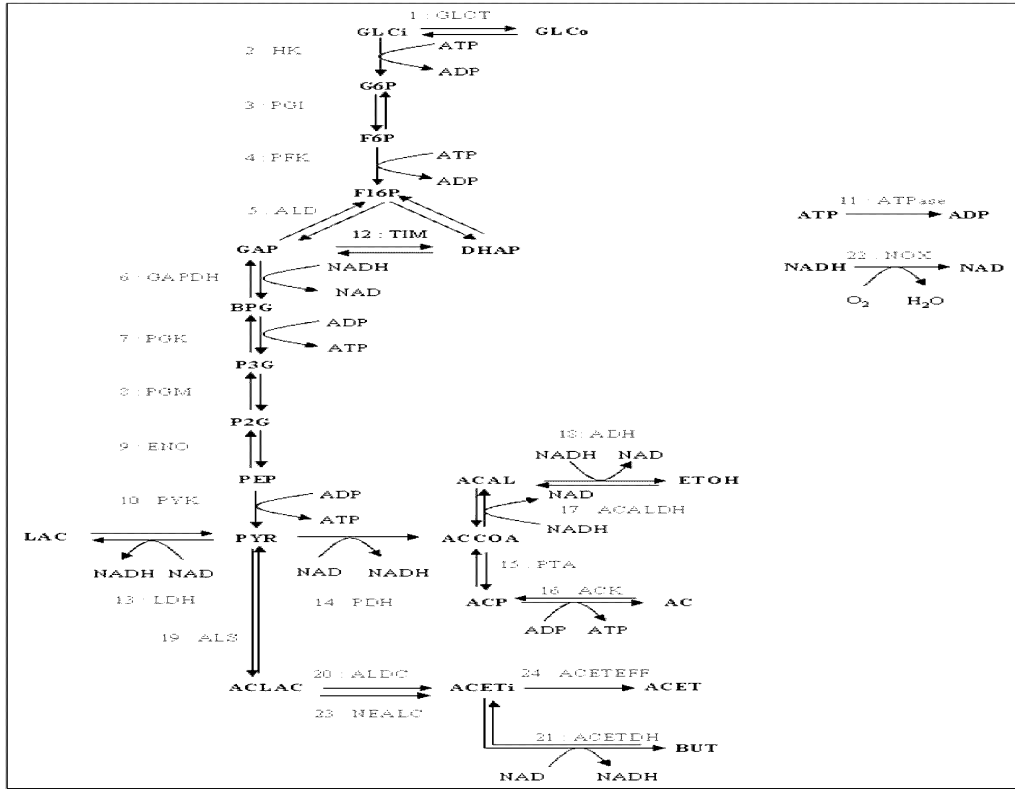 1 : GLCT
GLCi GLCo
2 : HK ATP
ADP
G6P
3 : PGI
F6P
4 : PFK ATP
ADP
F16P
5 : ALD
12 : TIM
GAP DHAP
11 : ATPase
ATP ADP
6 : GAPDH NADH
NAD
22 : NOX
NADH NAD
O2 H2O
BPG
7 : PGK ADP
ATP
P3G
8 : PGM
P2G
9 : ENO
PEP
10 : PYK ADP
ATP
18 : ADH
NADH NAD
ACAL ETOH
NAD
17 : ACALDH
NADH
LAC PYR ACCOA
NADH NAD NAD NADH
13 : LDH 14 : PDH
15 : PTA
16 : ACK
ACP AC
ADP ATP
19 : ALS
20 : ALDC 24 : ACETEFF
ACLAC ACETi ACET
23 : NEALC
21 : ACETDH
BUT
NAD NADH